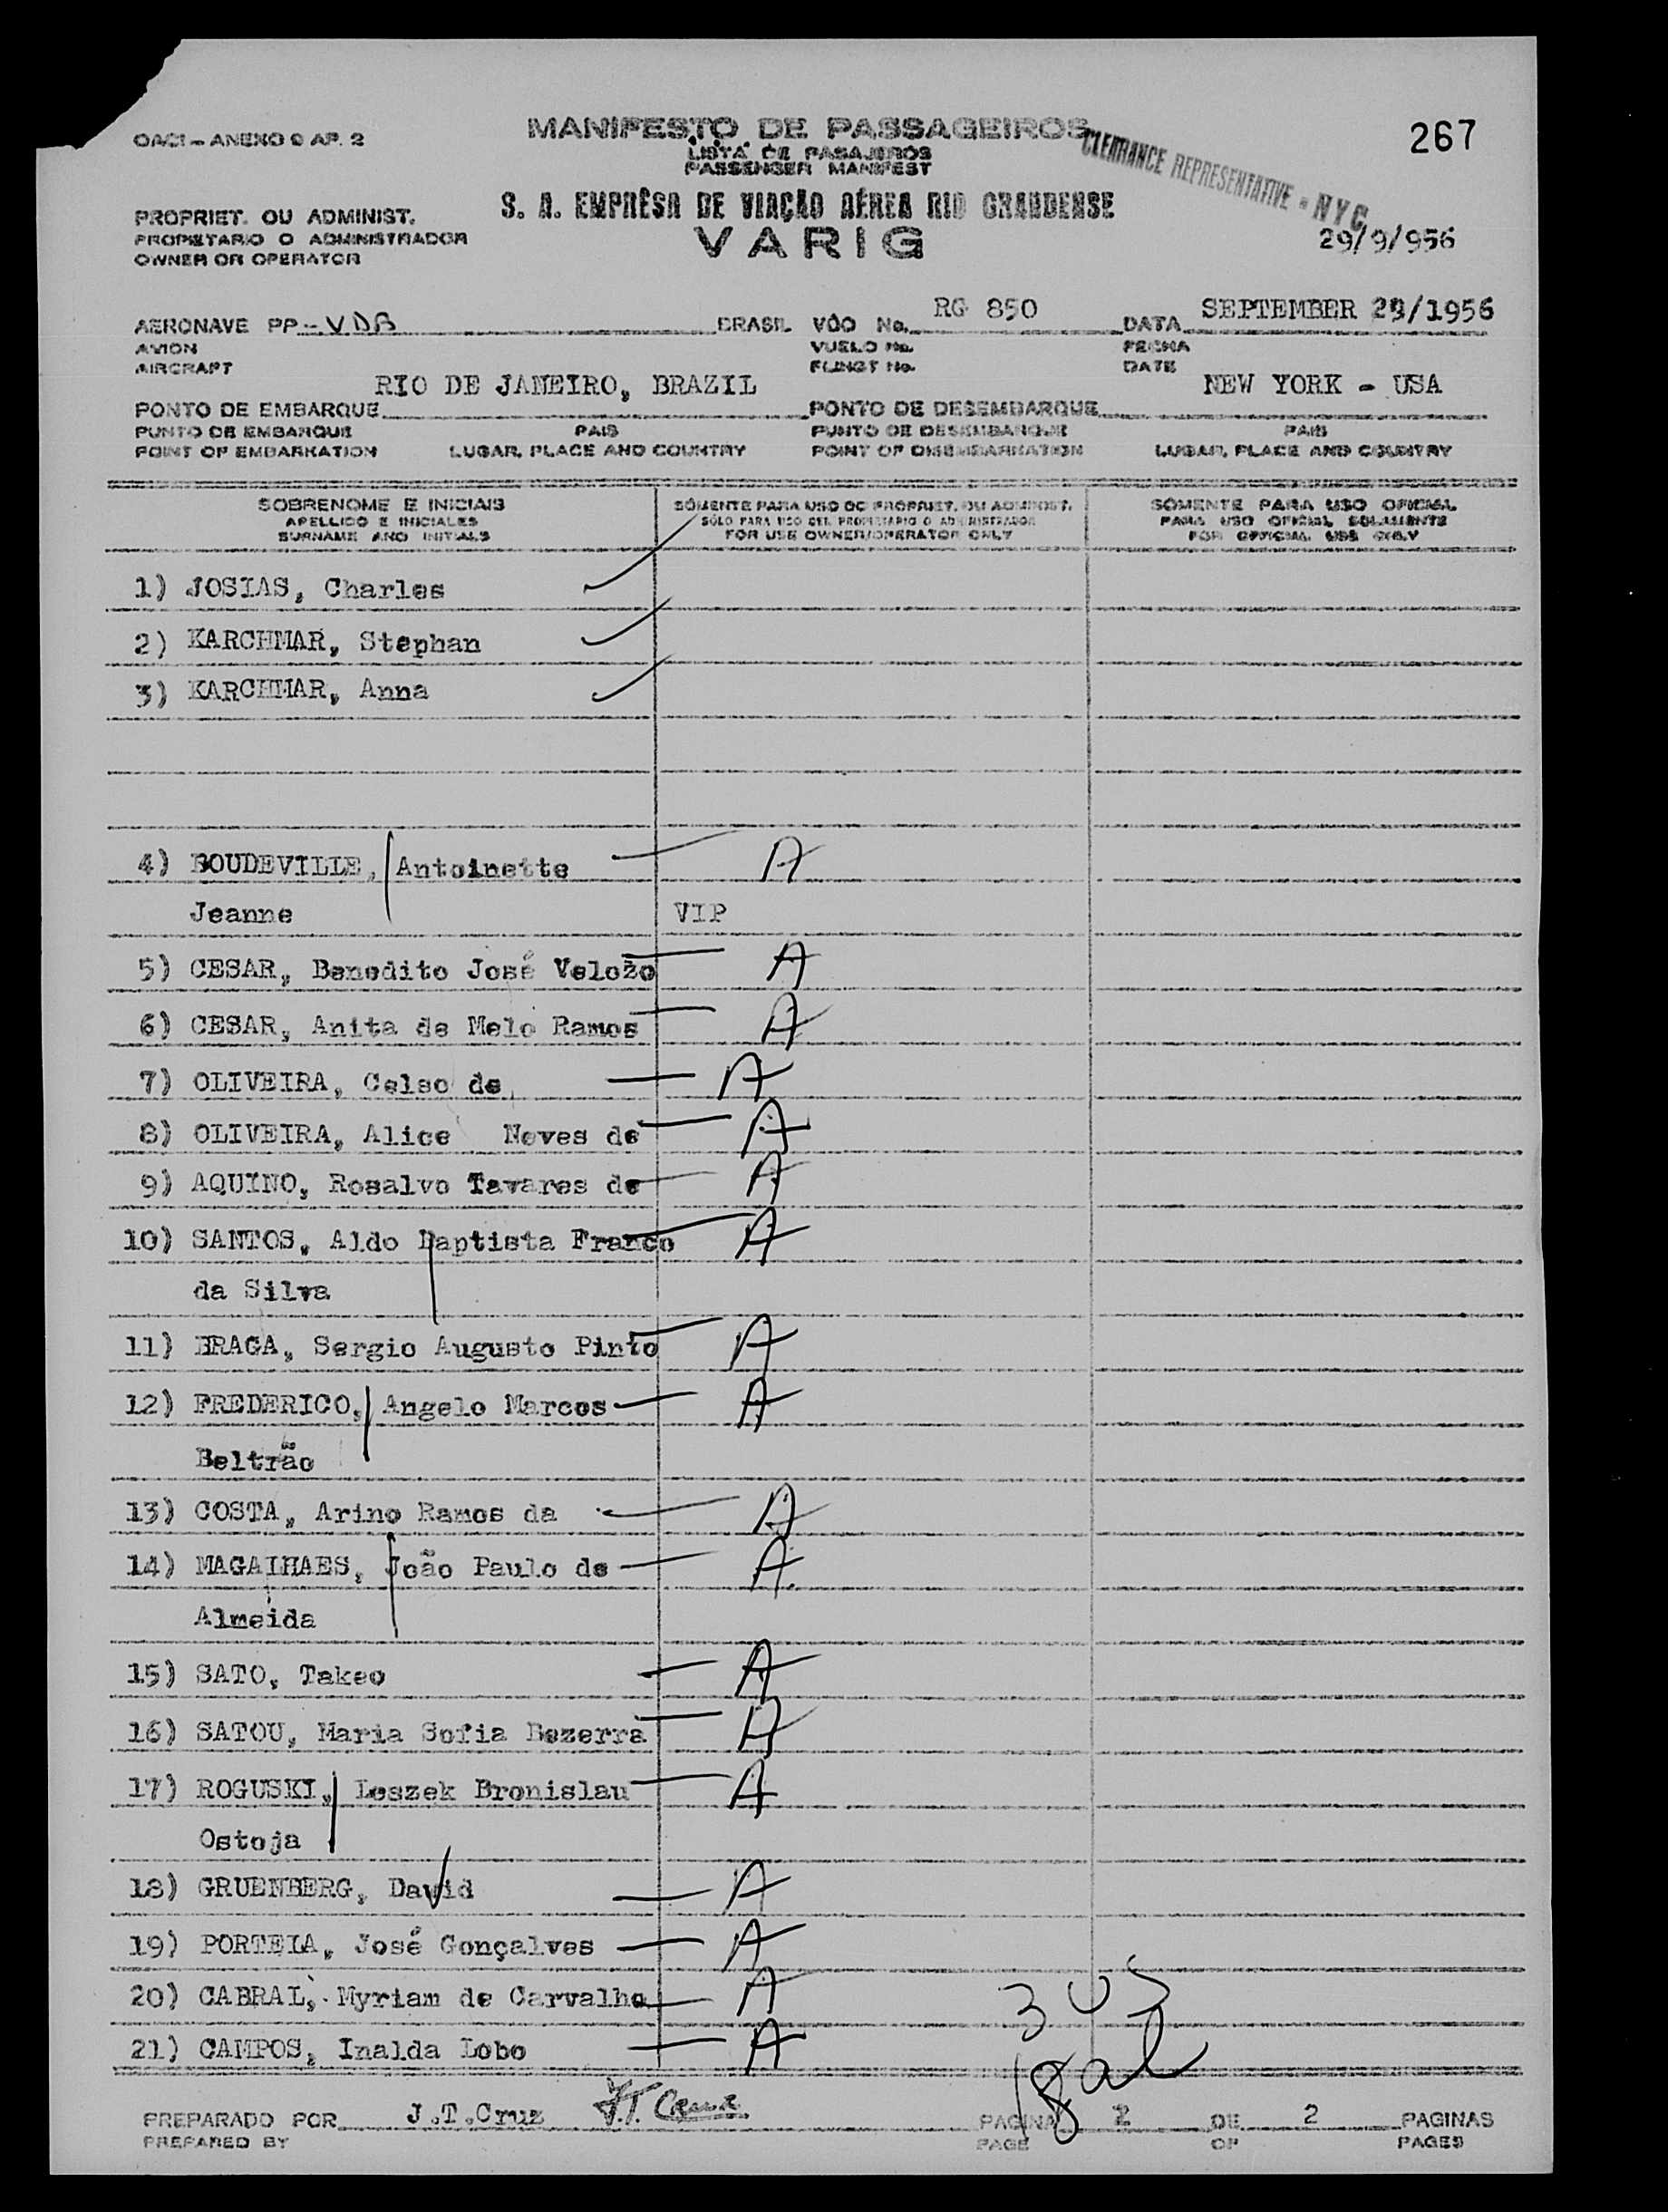 OACI – ANEXO 9 AP. 2
MANIFESTO DE PASSAGEIROS
LISTA DE PASAJEROS
PASSENGER MANIFEST
267
CLEARANCE REPRESENTATIVE - NYC
S. A. EMPRÊSA DE VIAÇÃO AÉREA RIO GRANDENSE
VARIG
29/9/956
PROPRIET. OU ADMINIST.
PROPIETARIO O ADMINISTRADOR
OWNER OR OPERATOR
AERONAVE PP-VDB BRASIL VÔO No. RG 850 DATA SEPTEMBER 29/1956
AVION VUELO No. FECHA
AIRCRAFT FLIHGT No. DATE
PONTO DE EMBARQUE RIO DE JANEIRO, BRAZIL PONTO DE DESEMBARQUE NEW YORK - USA
PUNTO DE EMBARQUE PAIS PUNTO DE DESEMBARQUE PAIS
POINT OF EMBARKATION LUGAR, PLACE AND COUNTRY POINT OF DISEMBARKATION LUGAR, PLACE AND COUNTRY
SOBRENOME E INICIAIS SÓMENTE PARA USO DO PROPRIET. OU ADMINIST. SÓMENTE PARA USO OFICIAL
APELLIDO E INICIALES SÓLO PARA USO DEL PROPIETARIO O ADMINISTRADOR PARA USO OFICIAL SOLAMENTE
SURNAME AND INITIALS FOR USE OWNER/OPERATOR ONLY FOR OFFICIAL USE ONLY
1) JOSIAS, Charles
2) KARCHMAR, Stephan
3) KARCHMAR, Anna
4) BOUDEVILLE, Antoinette A
Jeanne VIP
5) CESAR, Benedito José Velozo A
6) CESAR, Anita de Melo Ramos A
7) OLIVEIRA, Celso de A
8) OLIVEIRA, Alice Neves de A
9) AQUINO, Rosalvo Tavares de A
10) SANTOS, Aldo Baptista Franco A
da Silva
11) BRAGA, Sergio Augusto Pinto A
12) FREDERICO, Angelo Marcos A
Beltrão
13) COSTA, Arino Ramos da A
14) MAGALHAES, João Paulo de A
Almeida
15) SATO, Takeo A
16) SATOU, Maria Sofia Bezerra A
17) ROGUSKI, Leszek Bronislau A
Ostoja
18) GRUENBERG, David A
19) PORTELA, José Gonçalves A
20) CABRAL, Myriam de Carvalho A
21) CAMPOS, Inalda Lobo A
3 US
18 al
PREPARADO POR J.T.Cruz J.T. Cruz PAGINA 2 DE 2 PAGINAS
PREPARED BY PAGE OF PAGES